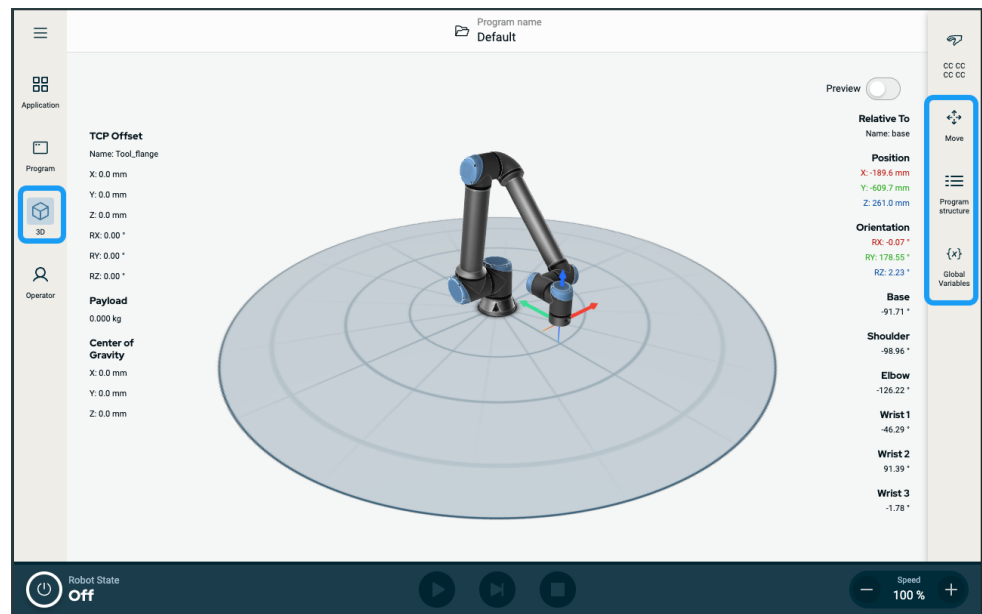 Program name
Default
Application
Program
3D
Operator
TCP Offset
Name: Tool_flange
X: 0.0 mm
Y: 0.0 mm
Z: 0.0 mm
RX: 0.00 °
RY: 0.00 °
RZ: 0.00 °
Payload
0.000 kg
Center of
Gravity
X: 0.0 mm
Y: 0.0 mm
Z: 0.0 mm
Preview
Relative To
Name: base
Position
X: -189.6 mm
Y: -609.7 mm
Z: 261.0 mm
Orientation
RX: -0.07 °
RY: 178.55 °
RZ: 2.23 °
Base
-91.71 °
Shoulder
-98.96 °
Elbow
-126.22 °
Wrist 1
-46.29 °
Wrist 2
91.39 °
Wrist 3
-1.78 °
CC CC
CC CC
Move
Program
structure
{x}
Global
Variables
Robot State
Off
Speed
100 %